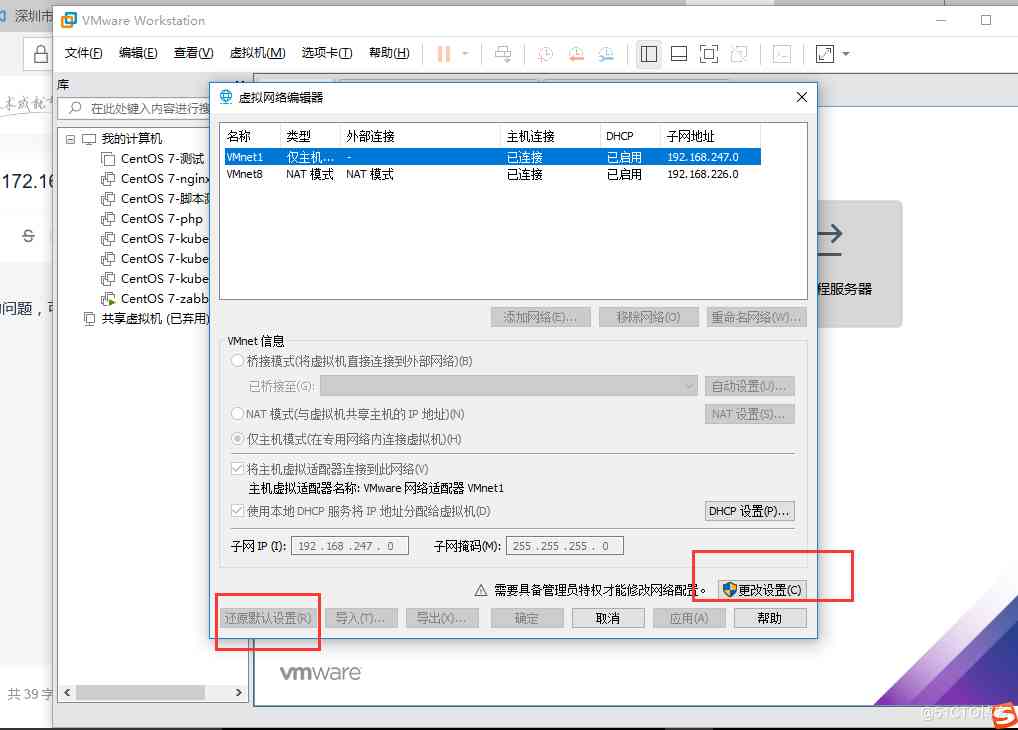 深圳市
VMware Workstation
文件(F) 编辑(E) 查看(V) 虚拟机(M) 选项卡(T) 帮助(H)
库
在此处键入内容进行搜
我的计算机
CentOS 7-测试
CentOS 7-nginx
CentOS 7-脚本
CentOS 7-php
CentOS 7-kube
CentOS 7-kube
CentOS 7-kube
CentOS 7-zabb
共享虚拟机 (已弃用)
172.16
问题，
共 39 字
虚拟网络编辑器
名称 类型 外部连接 主机连接 DHCP 子网地址
VMnet1 仅主机... - 已连接 已启用 192.168.247.0
VMnet8 NAT 模式 NAT 模式 已连接 已启用 192.168.226.0
添加网络(E)... 移除网络(O) 重命名网络(W)...
VMnet 信息
桥接模式(将虚拟机直接连接到外部网络)(B)
已桥接至(G): 自动设置(U)...
NAT 模式(与虚拟机共享主机的 IP 地址)(N) NAT 设置(S)...
仅主机模式(在专用网络内连接虚拟机)(H)
将主机虚拟适配器连接到此网络(V)
主机虚拟适配器名称: VMware 网络适配器 VMnet1
使用本地 DHCP 服务将 IP 地址分配给虚拟机(D) DHCP 设置(P)...
子网 IP (I): 192 . 168 . 247 . 0 子网掩码(M): 255 . 255 . 255 . 0
需要具备管理员特权才能修改网络配置。 更改设置(C)
还原默认设置(R) 导入(T)... 导出(X)... 确定 取消 应用(A) 帮助
程服务器
vmware
@51CTO